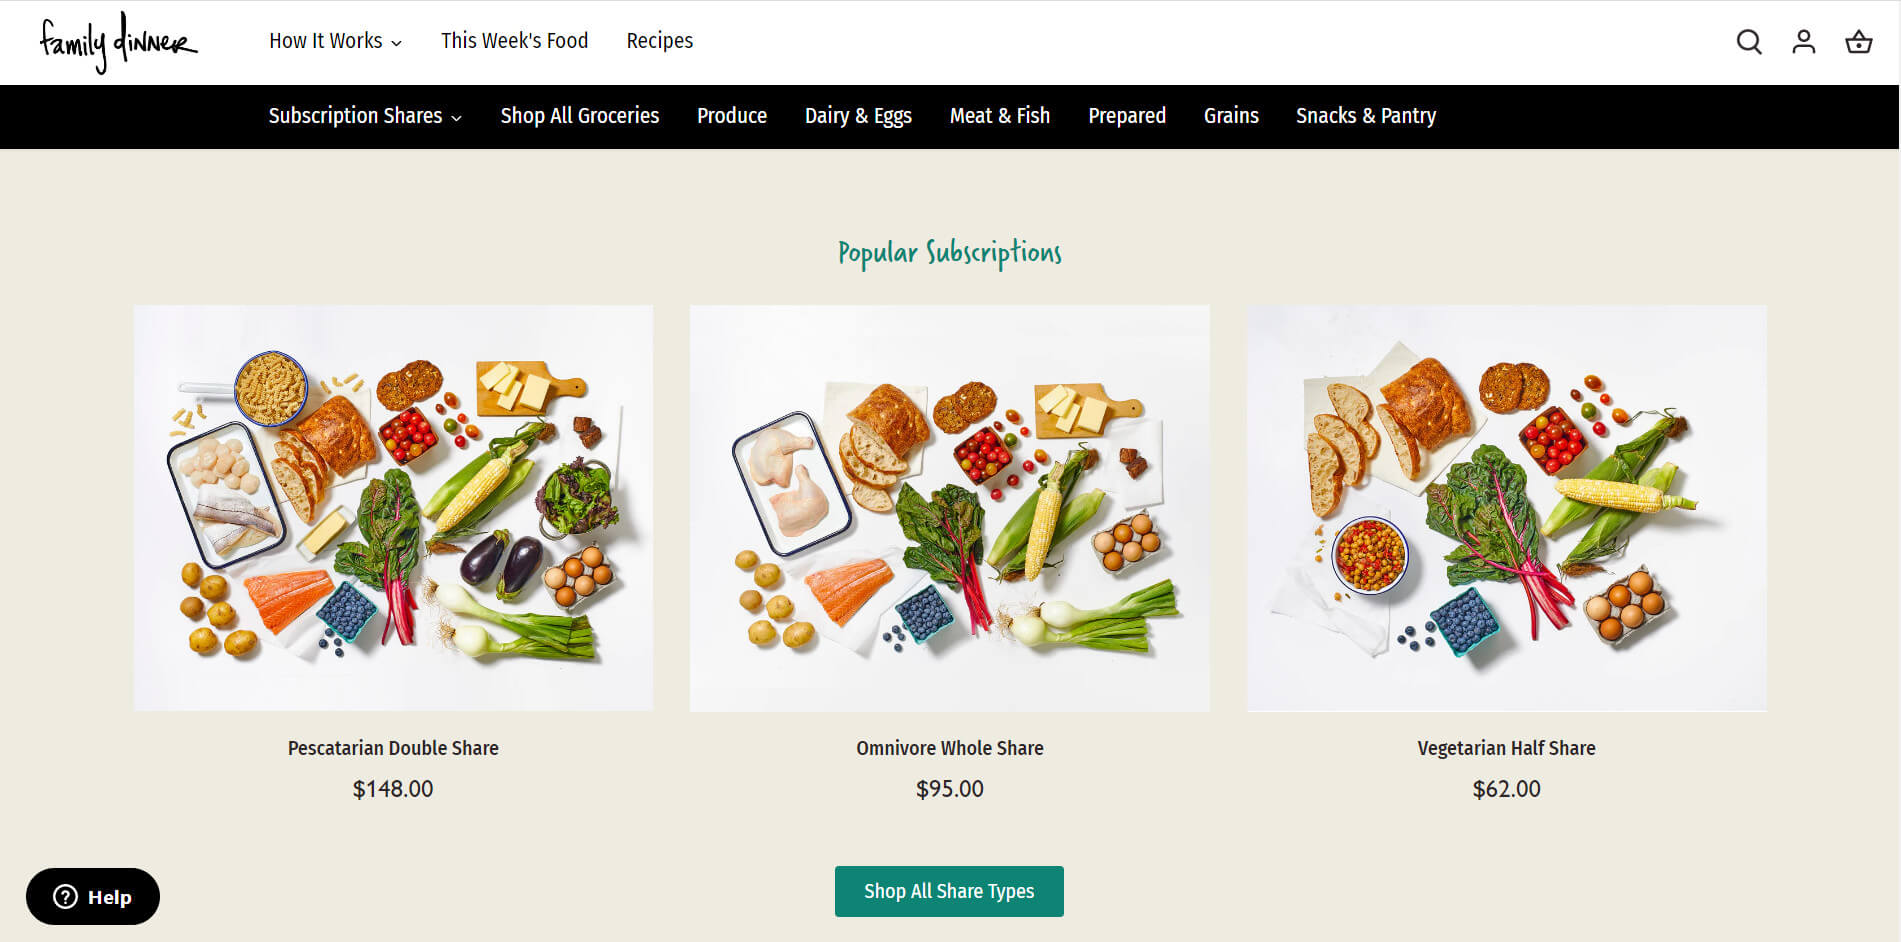 family dinner
How It Works
This Week's Food
Recipes
Subscription Shares
Shop All Groceries
Produce
Dairy & Eggs
Meat & Fish
Prepared
Grains
Snacks & Pantry
Popular Subscriptions
Pescatarian Double Share
$148.00
Omnivore Whole Share
$95.00
Vegetarian Half Share
$62.00
Shop All Share Types
? Help